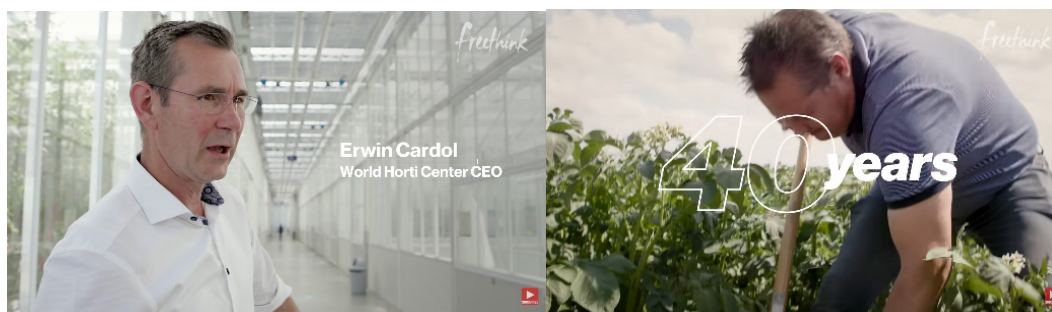 freethink
Erwin Cardol
World Horti Center CEO
freethink
40 years